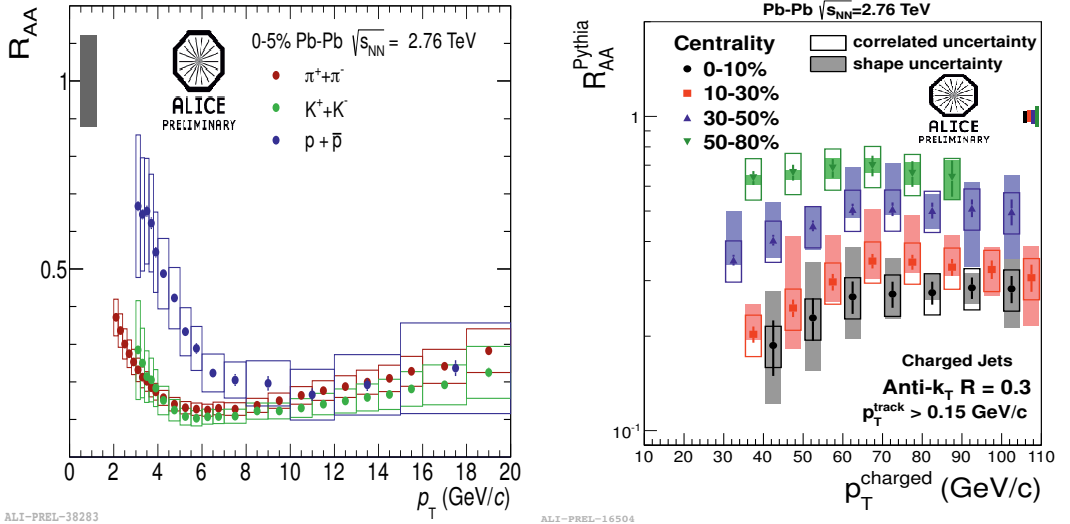 R_AA
1
0.5
0 2 4 6 8 10 12 14 16 18 20
p_T (GeV/c)
0-5% Pb-Pb √s_NN = 2.76 TeV
π⁺+π⁻
K⁺+K⁻
p + p̅
ALICE
PRELIMINARY
ALI-PREL-38283
Pb-Pb √s_NN=2.76 TeV
R_AA^Pythia
Centrality
0-10%
10-30%
30-50%
50-80%
correlated uncertainty
shape uncertainty
ALICE
PRELIMINARY
1
10⁻¹
Charged Jets
Anti-k_T R = 0.3
p_T^track > 0.15 GeV/c
10 20 30 40 50 60 70 80 90 100 110
p_T^charged (GeV/c)
ALI-PREL-16504